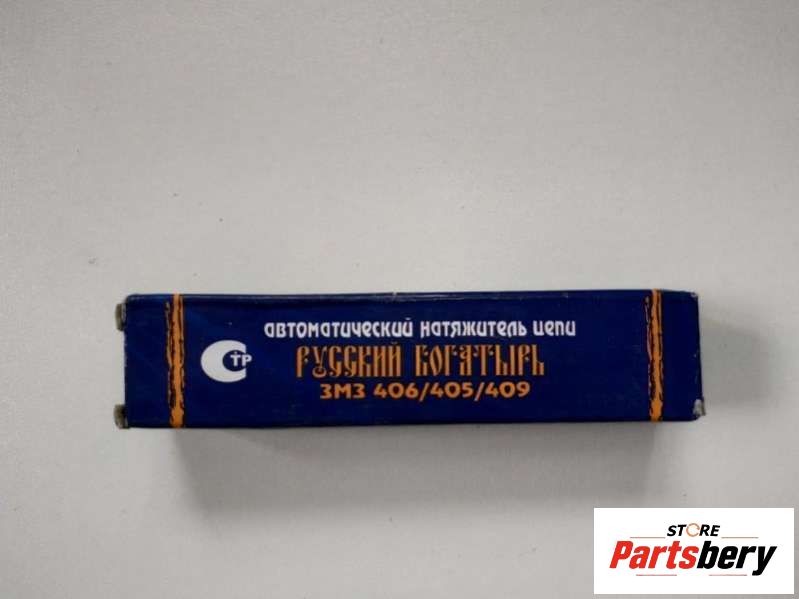 автоматический натяжитель цепи
СТР
РУССКИЙ БОГАТЫРЬ
ЗМЗ 406/405/409
STORE
Partsbery